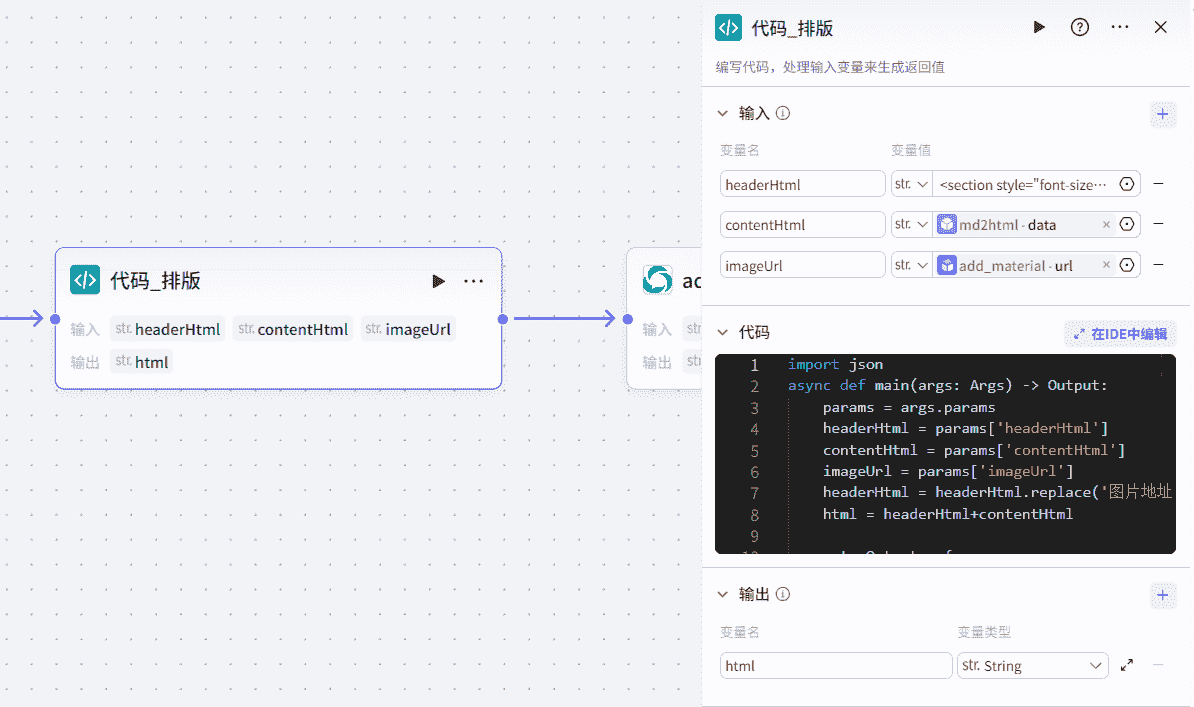 代码_排版
输入 str. headerHtml str. contentHtml str. imageUrl
输出 str. html
ac
输入 str
输出 str
代码_排版
编写代码，处理输入变量来生成返回值
输入
变量名 变量值
headerHtml str. <section style="font-size···
contentHtml str. md2html - data
imageUrl str. add_material - url
代码 在IDE中编辑
1 import json
2 async def main(args: Args) -> Output:
3 params = args.params
4 headerHtml = params['headerHtml']
5 contentHtml = params['contentHtml']
6 imageUrl = params['imageUrl']
7 headerHtml = headerHtml.replace('图片地址
8 html = headerHtml+contentHtml
9
输出
变量名 变量类型
html str. String